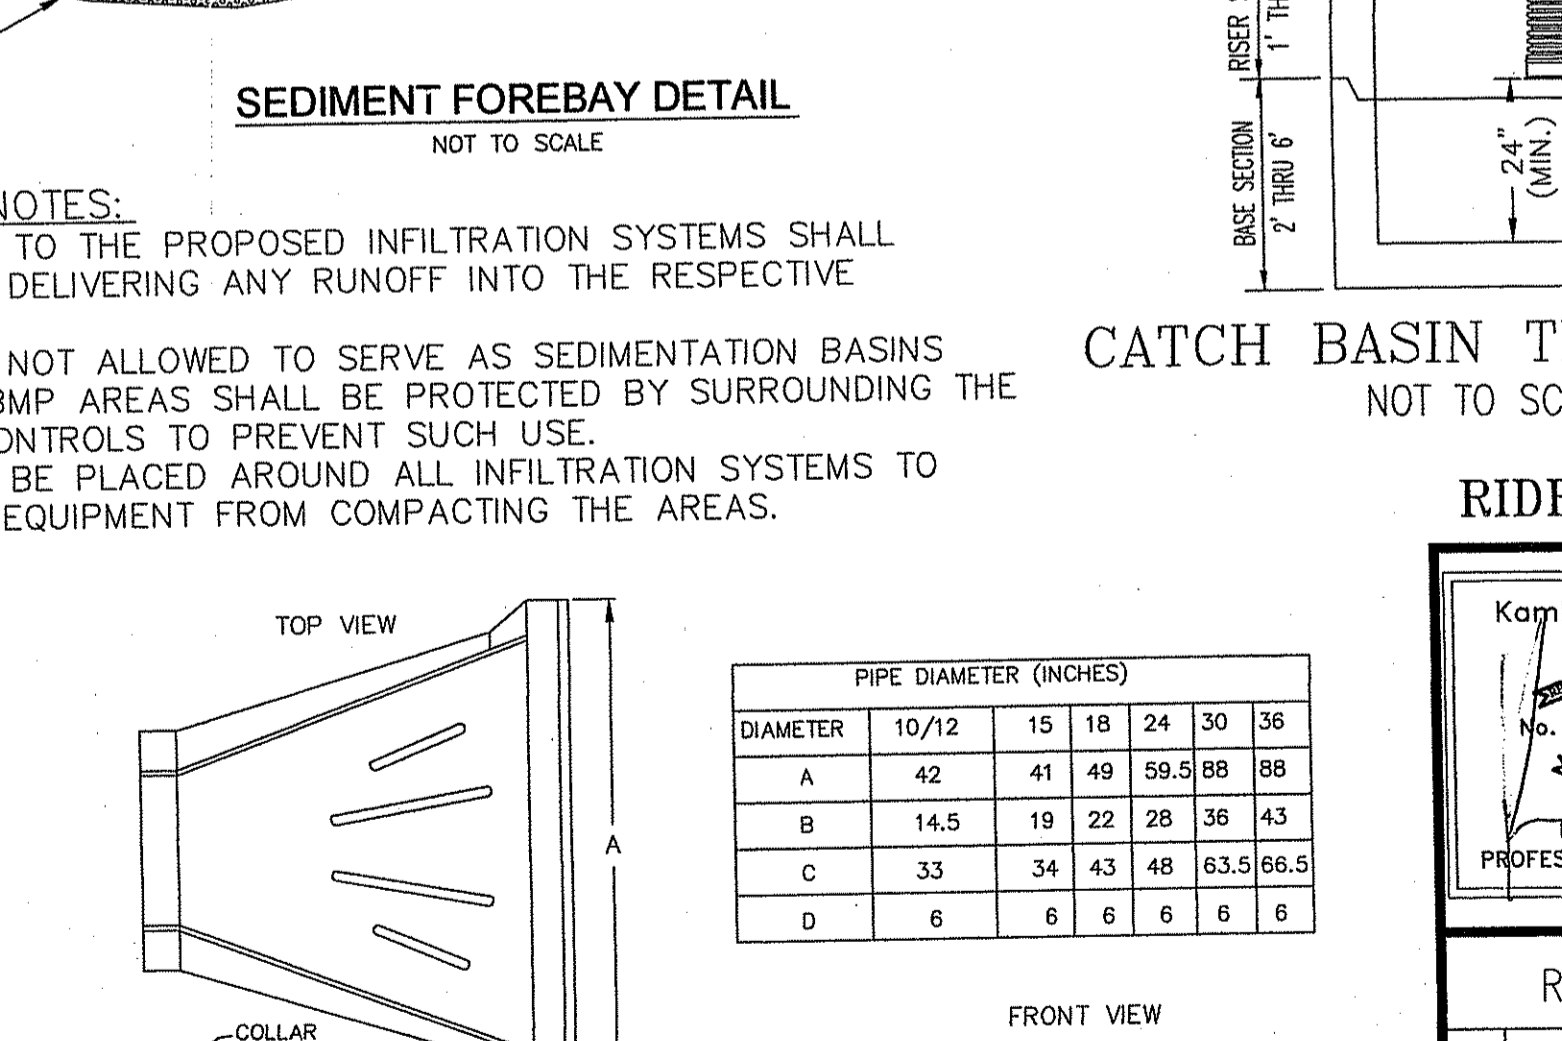 SEDIMENT FOREBAY DETAIL
NOT TO SCALE
NOTES:
TO THE PROPOSED INFILTRATION SYSTEMS SHALL
DELIVERING ANY RUNOFF INTO THE RESPECTIVE
NOT ALLOWED TO SERVE AS SEDIMENTATION BASINS
BMP AREAS SHALL BE PROTECTED BY SURROUNDING THE
ONTROLS TO PREVENT SUCH USE.
BE PLACED AROUND ALL INFILTRATION SYSTEMS TO
EQUIPMENT FROM COMPACTING THE AREAS.
RISER
1' TH
BASE SECTION
2' THRU 6'
24"
(MIN.)
CATCH BASIN
NOT TO SC
RIDE
Kam
No.
PROFES
R
TOP VIEW
A
COLLAR
PIPE DIAMETER (INCHES)
DIAMETER 10/12 15 18 24 30 36
A 42 41 49 59.5 88 88
B 14.5 19 22 28 36 43
C 33 34 43 48 63.5 66.5
D 6 6 6 6 6 6
FRONT VIEW